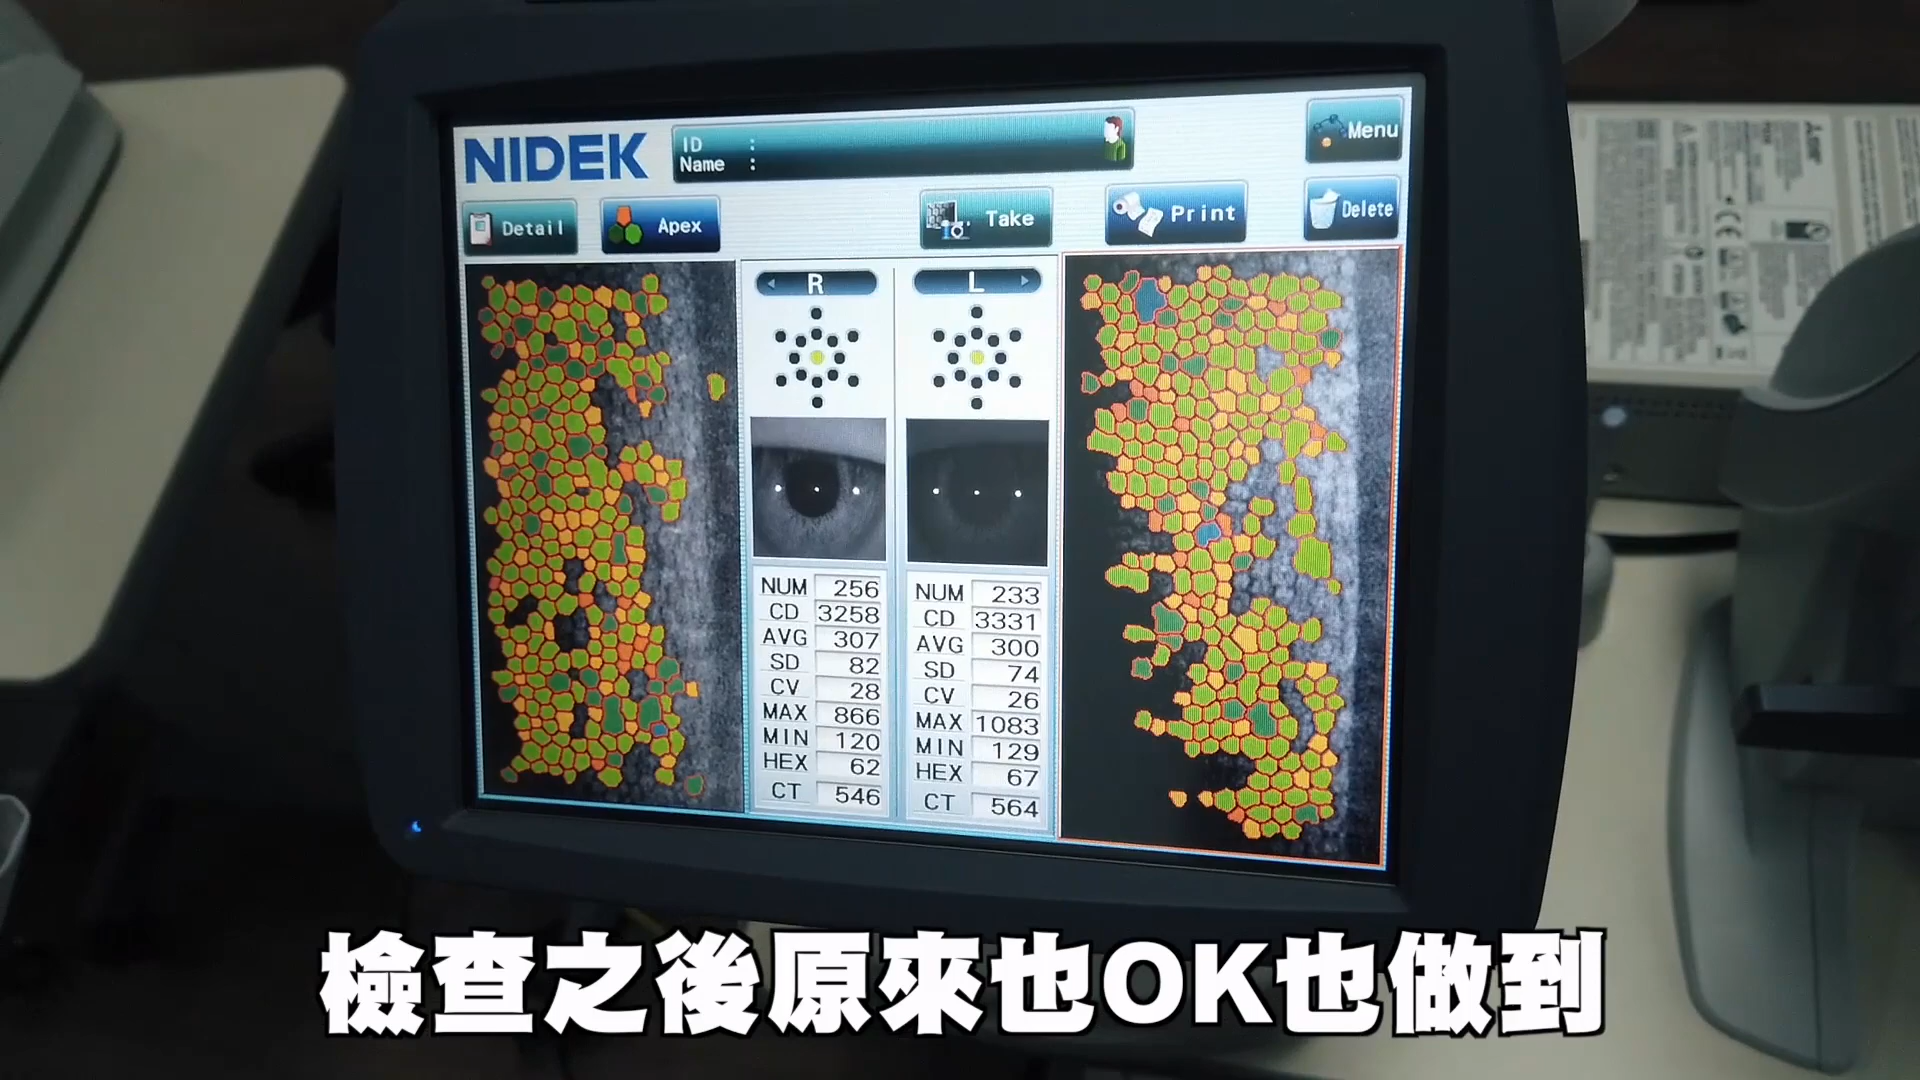 NIDEK
ID :
Name :
Menu
Detail
Apex
Take
Print
Delete
R
L
NUM 256
CD 3258
AVG 307
SD 82
CV 28
MAX 866
MIN 120
HEX 62
CT 546
NUM 233
CD 3331
AVG 300
SD 74
CV 26
MAX 1083
MIN 129
HEX 67
CT 564
檢查之後原來也OK也做到